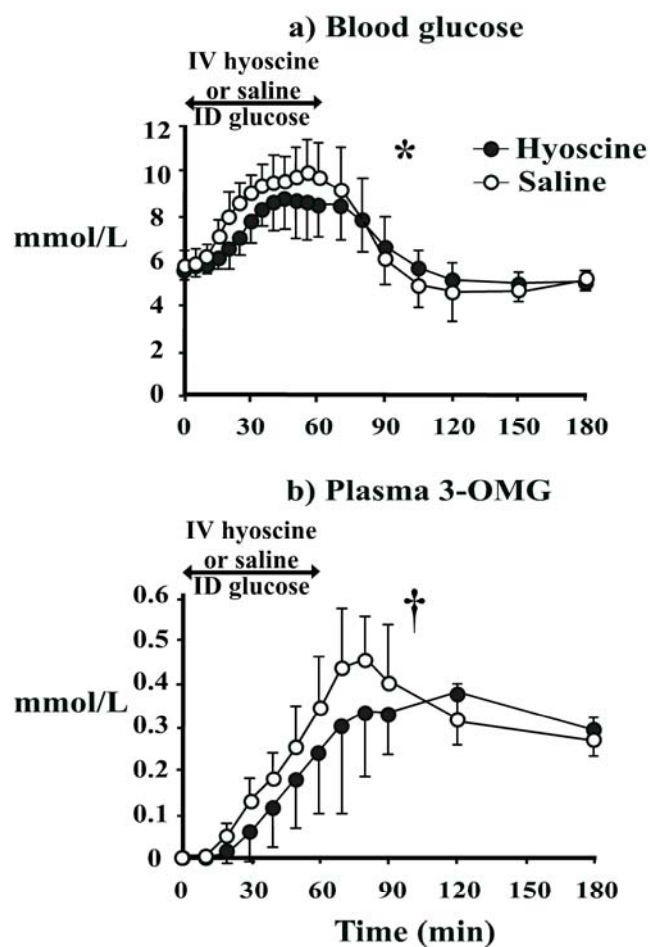 a) Blood glucose
IV hyoscine
or saline
ID glucose
12
10
8
6
4
2
0
mmol/L
*
Hyoscine
Saline
0 30 60 90 120 150 180
b) Plasma 3-OMG
IV hyoscine
or saline
ID glucose
0.6
0.5
0.4
0.3
0.2
0.1
0
mmol/L
†
0 30 60 90 120 150 180
Time (min)